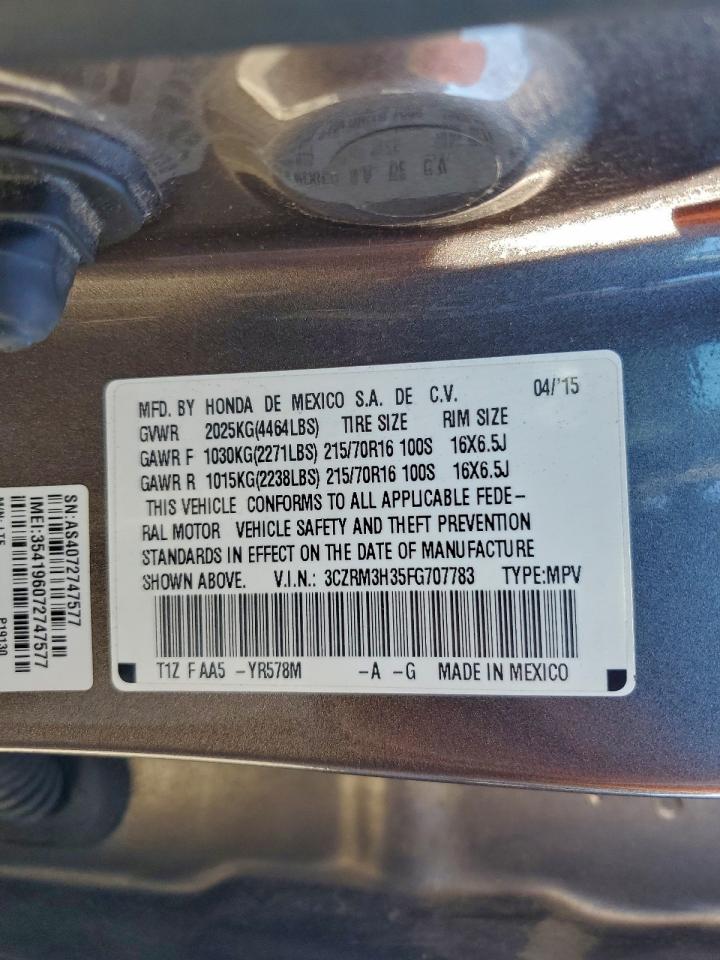 MFD. BY HONDA DE MEXICO S.A. DE C.V. 04/'15
GVWR 2025KG(4464LBS) TIRE SIZE RIM SIZE
GAWR F 1030KG(2271LBS) 215/70R16 100S 16X6.5J
GAWR R 1015KG(2238LBS) 215/70R16 100S 16X6.5J
THIS VEHICLE CONFORMS TO ALL APPLICABLE FEDE-
RAL MOTOR VEHICLE SAFETY AND THEFT PREVENTION
STANDARDS IN EFFECT ON THE DATE OF MANUFACTURE
SHOWN ABOVE. V.I.N.: 3CZRM3H35FG707783 TYPE:MPV
T1Z F AA5 -YR578M -A -G MADE IN MEXICO
SN:AS4072747577
IMEI:354196072747577
P19130